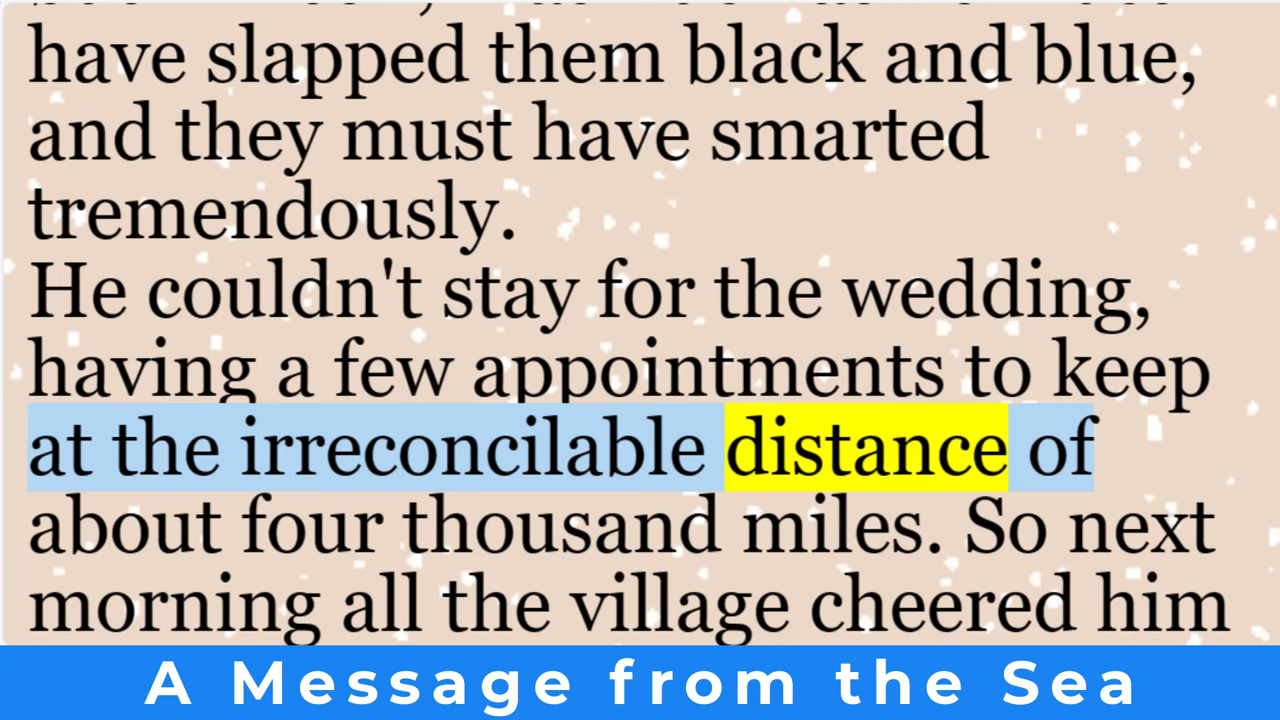 have slapped them black and blue,
and they must have smarted
tremendously.
He couldn't stay for the wedding,
having a few appointments to keep
at the irreconcilable distance of
about four thousand miles. So next
morning all the village cheered him
A Message from the Sea